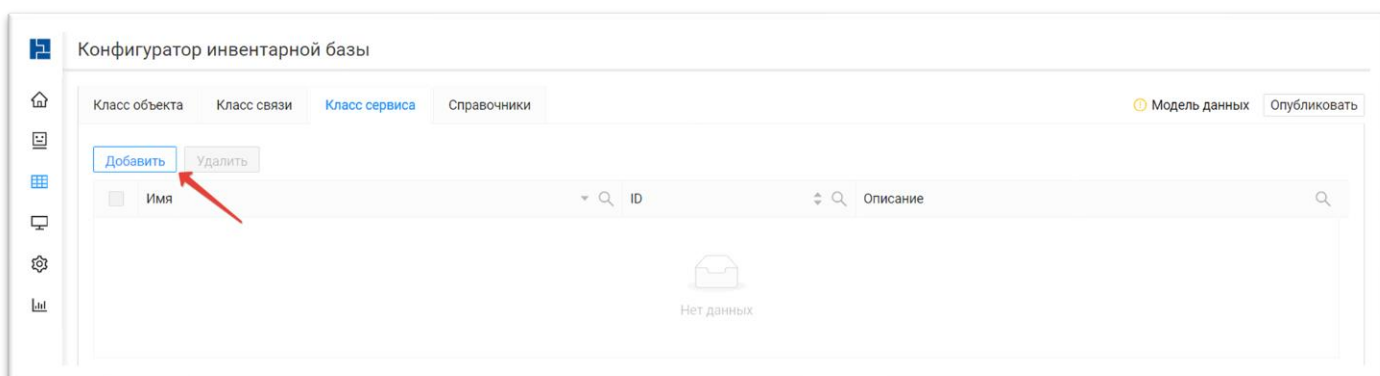 Конфигуратор инвентарной базы
Класс объекта Класс связи Класс сервиса Справочники Модель данных Опубликовать
Добавить Удалить
Имя ID Описание
Нет данных